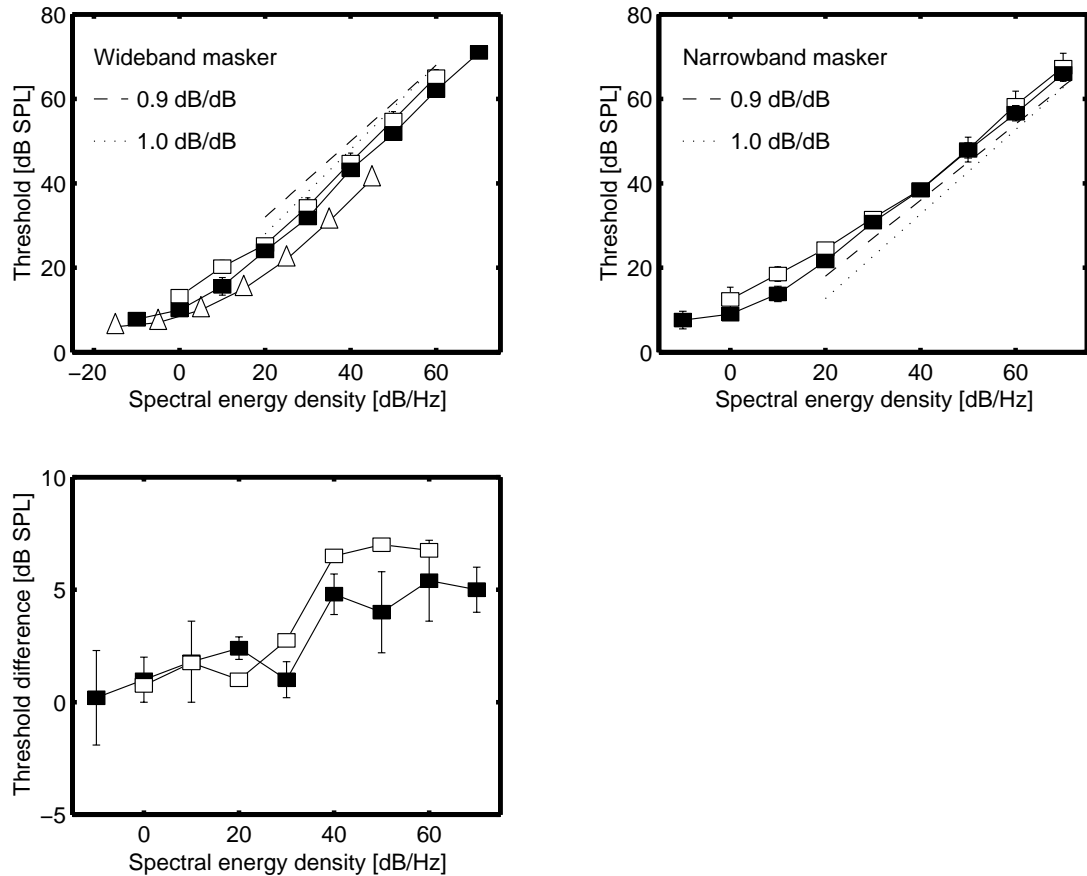 80
60
40
20
0
Threshold [dB SPL]
Wideband masker
0.9 dB/dB
1.0 dB/dB
−20 0 20 40 60
Spectral energy density [dB/Hz]
80
60
40
20
0
Threshold [dB SPL]
Narrowband masker
0.9 dB/dB
1.0 dB/dB
0 20 40 60
Spectral energy density [dB/Hz]
10
5
0
−5
Threshold difference [dB SPL]
0 20 40 60
Spectral energy density [dB/Hz]